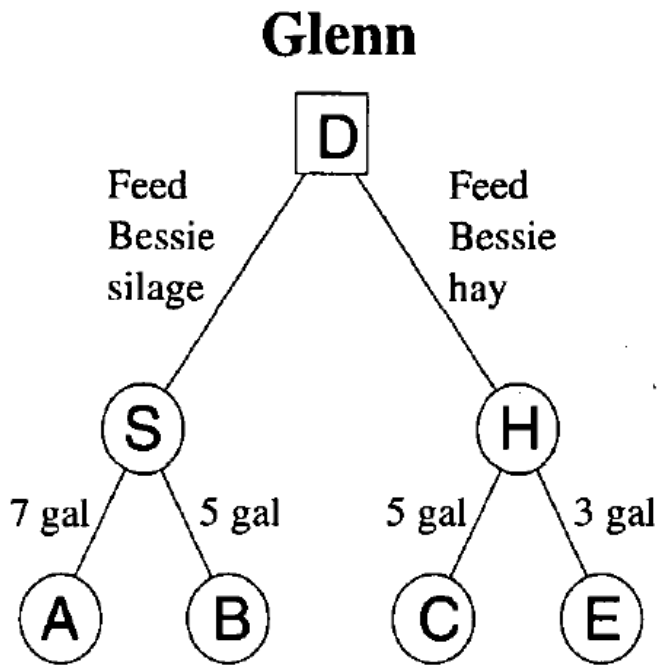 Glenn
D
Feed
Bessie
silage
Feed
Bessie
hay
S
H
7 gal
5 gal
5 gal
3 gal
A
B
C
E